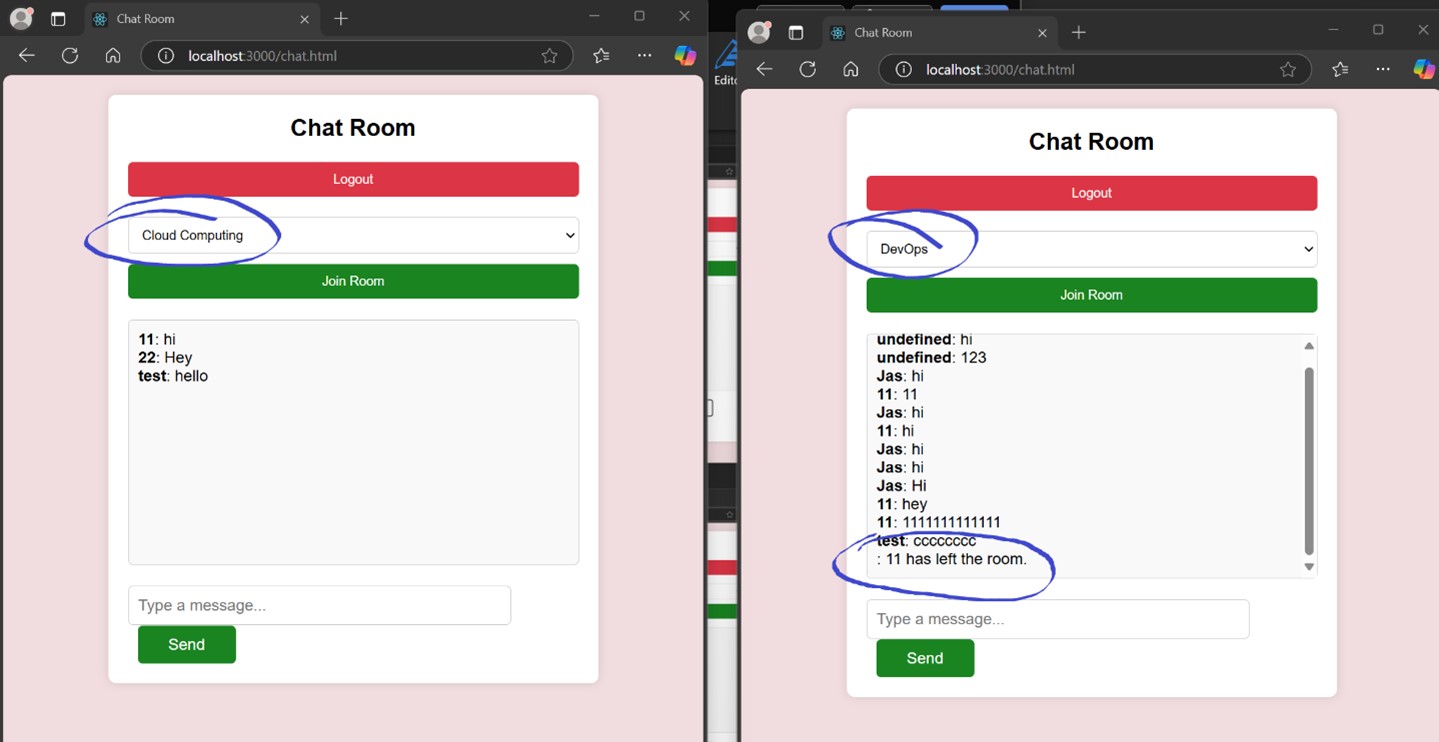 Chat Room
localhost:3000/chat.html
Chat Room
Logout
Cloud Computing
Join Room
11: hi
22: Hey
test: hello
Type a message...
Send
Edito
Chat Room
localhost:3000/chat.html
Chat Room
Logout
DevOps
Join Room
undefined: hi
undefined: 123
Jas: hi
11: 11
Jas: hi
11: hi
Jas: hi
Jas: hi
Jas: Hi
11: hey
11: 1111111111111
test: cccccccc
: 11 has left the room.
Type a message...
Send